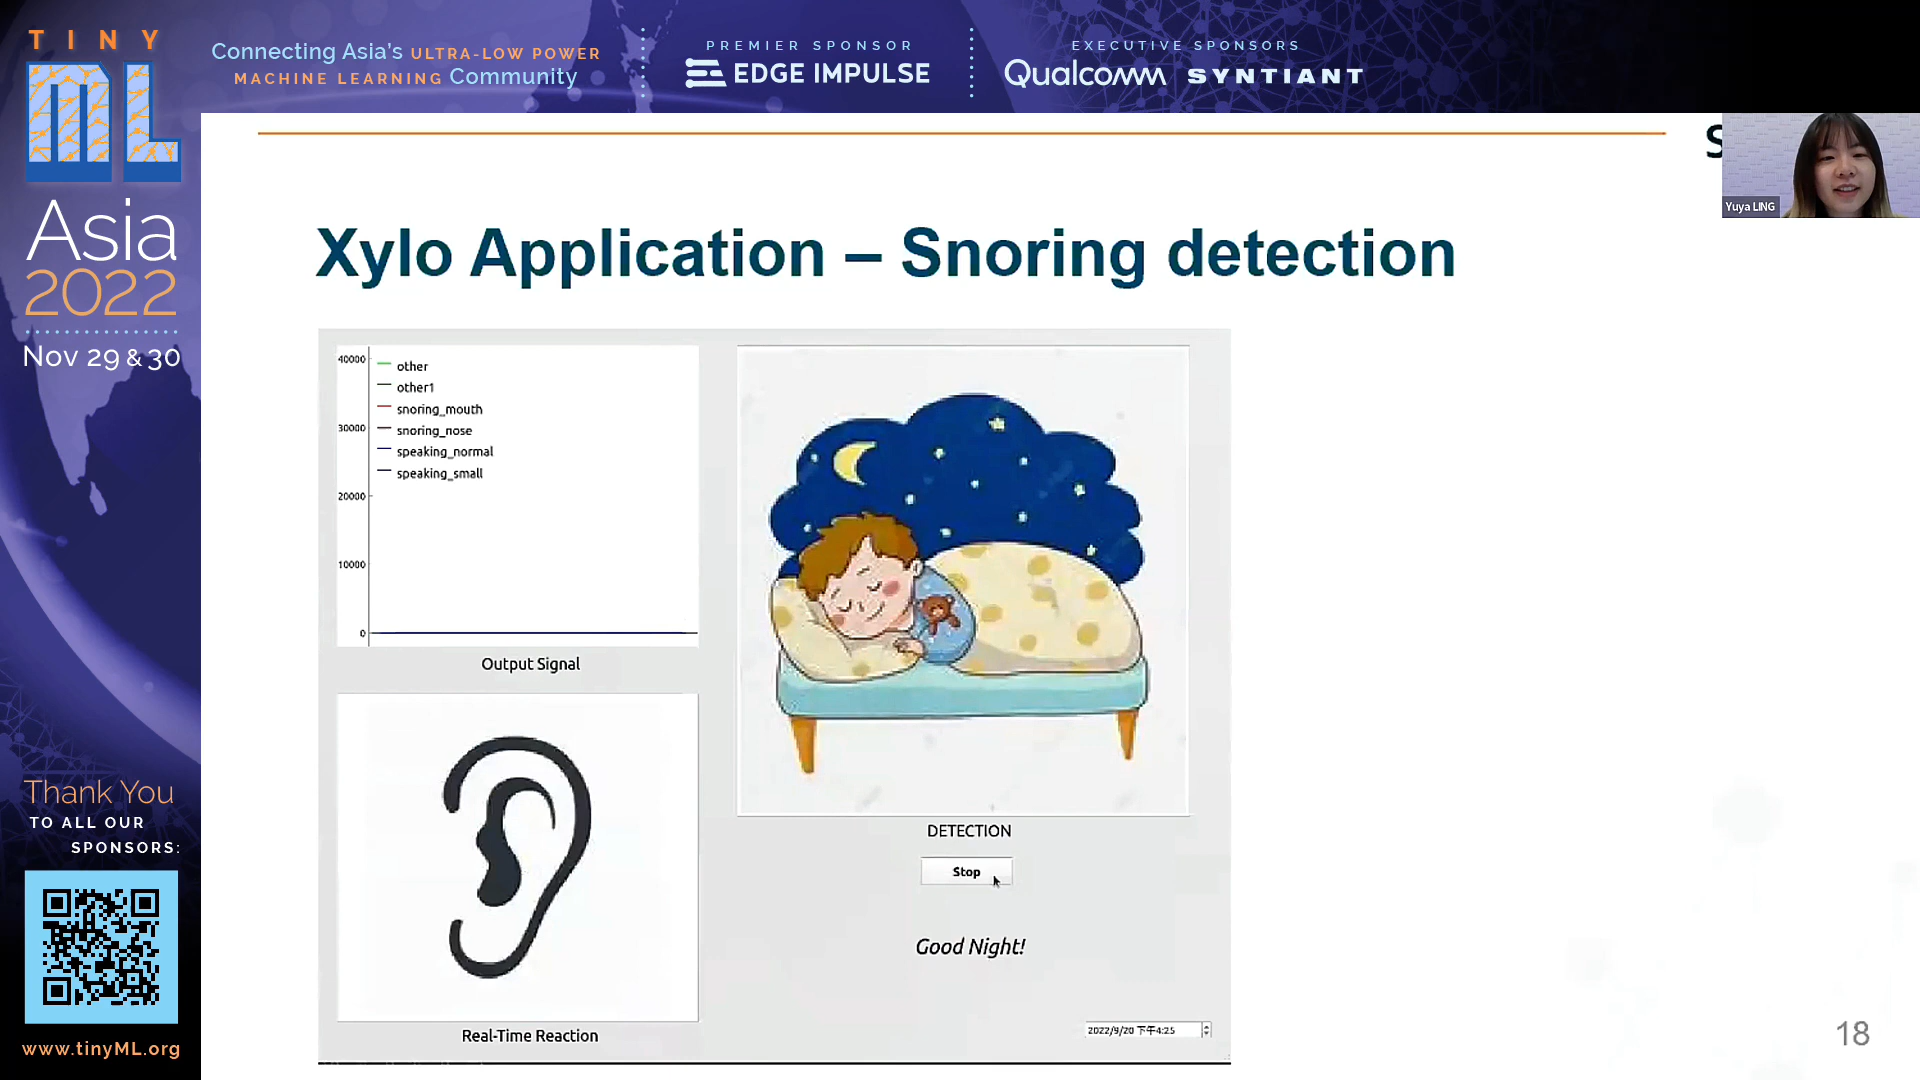 TINY
ML
Asia
2022
Nov 29 & 30
Thank You
TO ALL OUR
SPONSORS:
www.tinyML.org
Connecting Asia's ULTRA-LOW POWER
MACHINE LEARNING Community
PREMIER SPONSOR
EDGE IMPULSE
EXECUTIVE SPONSORS
Qualcomm SYNTIANT
S
Yuya LING
Xylo Application – Snoring detection
40000
30000
20000
10000
0
other
other1
snoring_mouth
snoring_nose
speaking_normal
speaking_small
Output Signal
Real-Time Reaction
DETECTION
Stop
Good Night!
2022/9/20 下午4:25
18